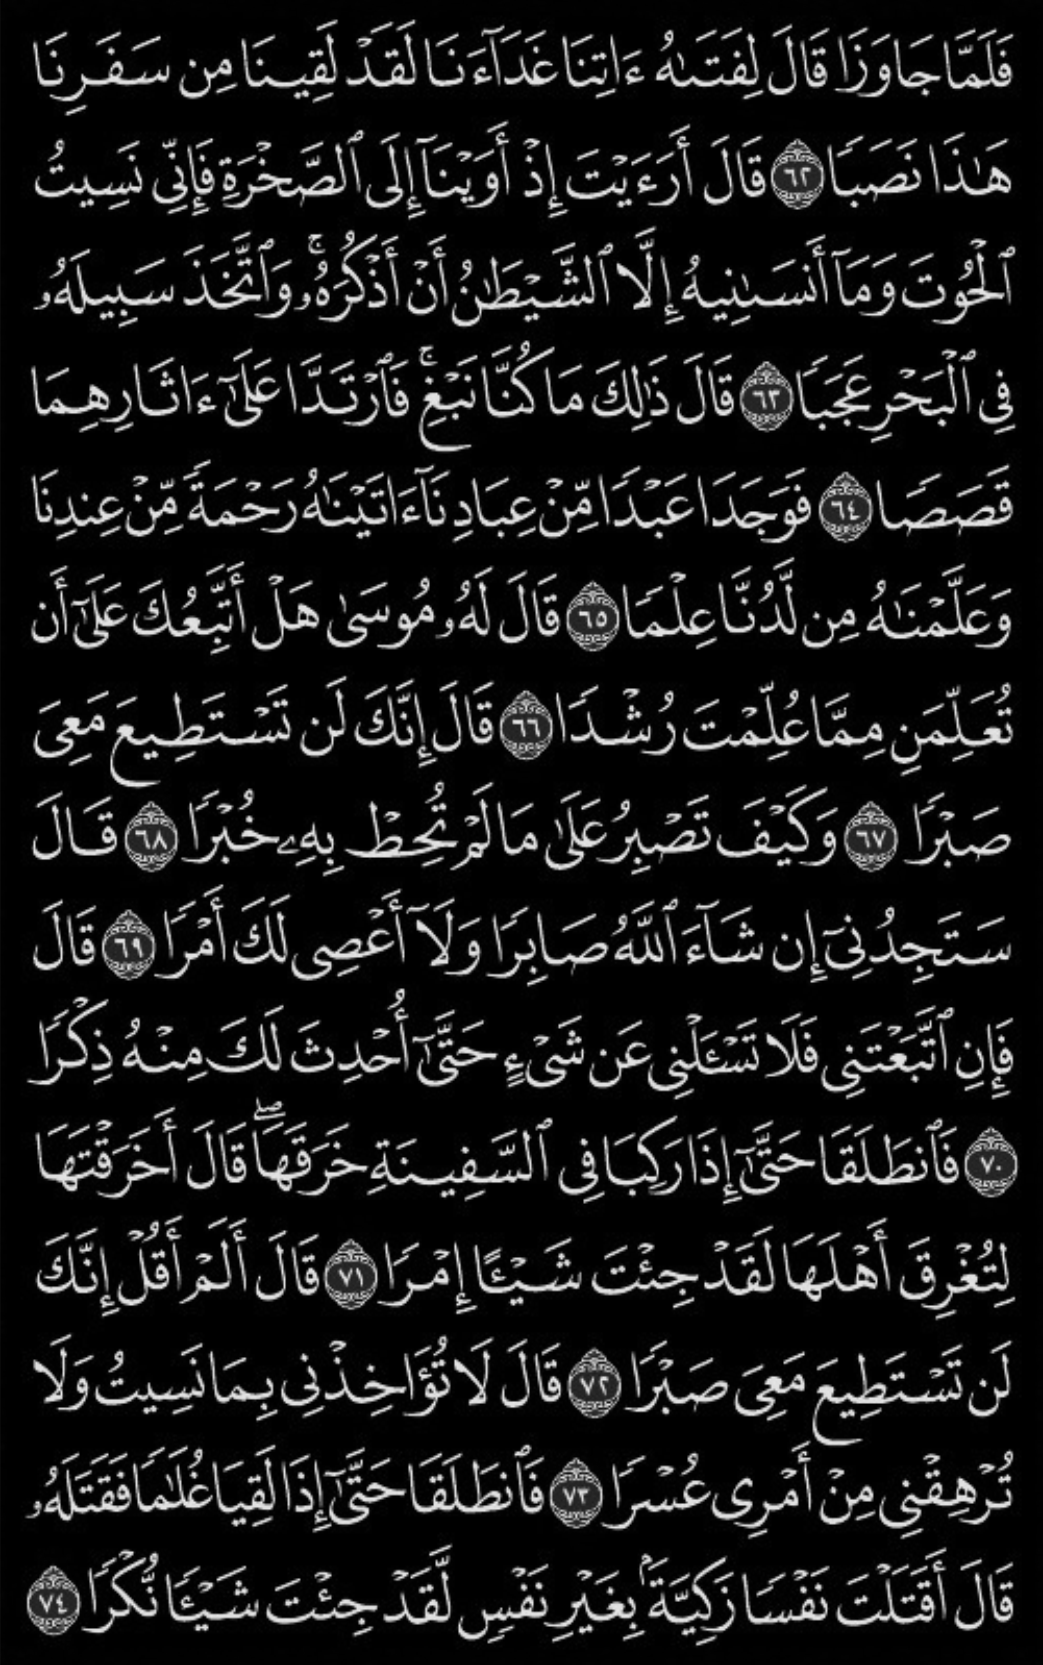 فَلَمَّا جَاوَزَا قَالَ لِفَتَىٰهُ ءَاتِنَا غَدَآءَنَا لَقَدْ لَقِينَا مِن سَفَرِنَا
هَٰذَا نَصَبًا ٦٢ قَالَ أَرَءَيْتَ إِذْ أَوَيْنَآ إِلَى ٱلصَّخْرَةِ فَإِنِّى نَسِيتُ
ٱلْحُوتَ وَمَآ أَنسَىٰنِيهُ إِلَّا ٱلشَّيْطَٰنُ أَنْ أَذْكُرَهُۥ ۚ وَٱتَّخَذَ سَبِيلَهُۥ
فِى ٱلْبَحْرِ عَجَبًا ٦٣ قَالَ ذَٰلِكَ مَا كُنَّا نَبْغِ ۚ فَٱرْتَدَّا عَلَىٰٓ ءَاثَارِهِمَا
قَصَصًا ٦٤ فَوَجَدَا عَبْدًا مِّنْ عِبَادِنَآ ءَاتَيْنَٰهُ رَحْمَةً مِّنْ عِندِنَا
وَعَلَّمْنَٰهُ مِن لَّدُنَّا عِلْمًا ٦٥ قَالَ لَهُۥ مُوسَىٰ هَلْ أَتَّبِعُكَ عَلَىٰٓ أَن
تُعَلِّمَنِ مِمَّا عُلِّمْتَ رُشْدًا ٦٦ قَالَ إِنَّكَ لَن تَسْتَطِيعَ مَعِىَ
صَبْرًا ٦٧ وَكَيْفَ تَصْبِرُ عَلَىٰ مَا لَمْ تُحِطْ بِهِۦ خُبْرًا ٦٨ قَالَ
سَتَجِدُنِىٓ إِن شَآءَ ٱللَّهُ صَابِرًا وَلَآ أَعْصِى لَكَ أَمْرًا ٦٩ قَالَ
فَإِنِ ٱتَّبَعْتَنِى فَلَا تَسْـَٔلْنِى عَن شَىْءٍ حَتَّىٰٓ أُحْدِثَ لَكَ مِنْهُ ذِكْرًا
٧٠ فَٱنطَلَقَا حَتَّىٰٓ إِذَا رَكِبَا فِى ٱلسَّفِينَةِ خَرَقَهَا ۖ قَالَ أَخَرَقْتَهَا
لِتُغْرِقَ أَهْلَهَا لَقَدْ جِئْتَ شَيْـًٔا إِمْرًا ٧١ قَالَ أَلَمْ أَقُلْ إِنَّكَ
لَن تَسْتَطِيعَ مَعِىَ صَبْرًا ٧٢ قَالَ لَا تُؤَاخِذْنِى بِمَا نَسِيتُ وَلَا
تُرْهِقْنِى مِنْ أَمْرِى عُسْرًا ٧٣ فَٱنطَلَقَا حَتَّىٰٓ إِذَا لَقِيَا غُلَٰمًا فَقَتَلَهُۥ
قَالَ أَقَتَلْتَ نَفْسًا زَكِيَّةًۢ بِغَيْرِ نَفْسٍ لَّقَدْ جِئْتَ شَيْـًٔا نُّكْرًا ٧٤